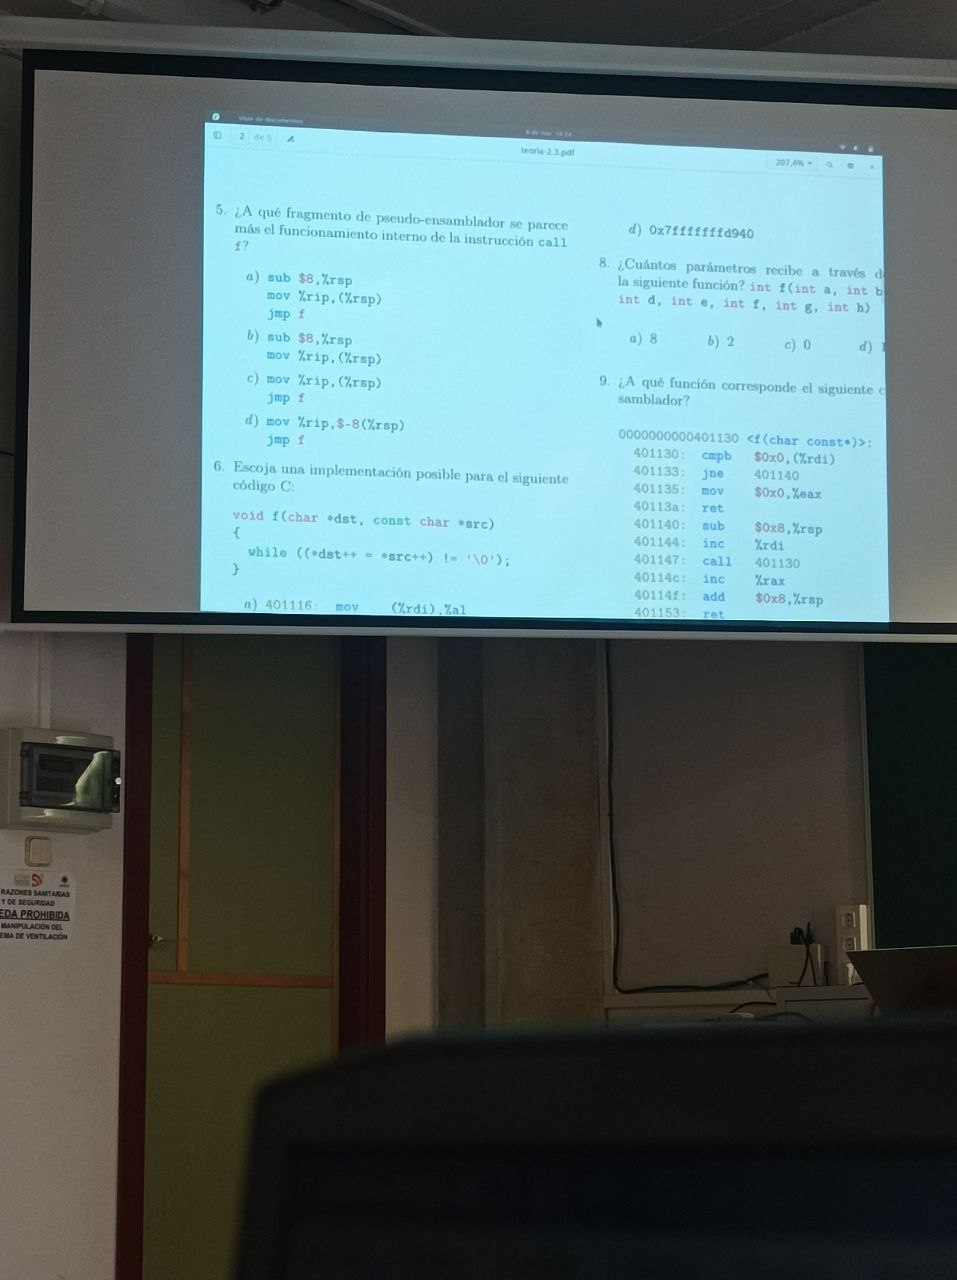 Visor de documentos
8 de nov 19:24
2 de 5
teoria-2.3.pdf
207,4%
5. ¿A qué fragmento de pseudo-ensamblador se parece
más el funcionamiento interno de la instrucción call
f?
a) sub $8,%rsp
mov %rip,(%rsp)
jmp f
b) sub $8,%rsp
mov %rip,(%rsp)
c) mov %rip,(%rsp)
jmp f
d) mov %rip,$-8(%rsp)
jmp f
6. Escoja una implementación posible para el siguiente
código C:
void f(char *dst, const char *src)
{
while ((*dst++ = *src++) != '\0');
}
a) 401116: mov (%rdi),%al
d) 0x7fffffffd940
8. ¿Cuántos parámetros recibe a través d
la siguiente función? int f(int a, int b
int d, int e, int f, int g, int h)
a) 8 b) 2 c) 0 d)
9. ¿A qué función corresponde el siguiente c
samblador?
0000000000401130 <f(char const*)>:
401130: cmpb $0x0,(%rdi)
401133: jne 401140
401135: mov $0x0,%eax
40113a: ret
401140: sub $0x8,%rsp
401144: inc %rdi
401147: call 401130
40114c: inc %rax
40114f: add $0x8,%rsp
401153: ret
RAZONES SANITARIAS
Y DE SEGURIDAD
EDA PROHIBIDA
MANIPULACIÓN DEL
EMA DE VENTILACIÓN